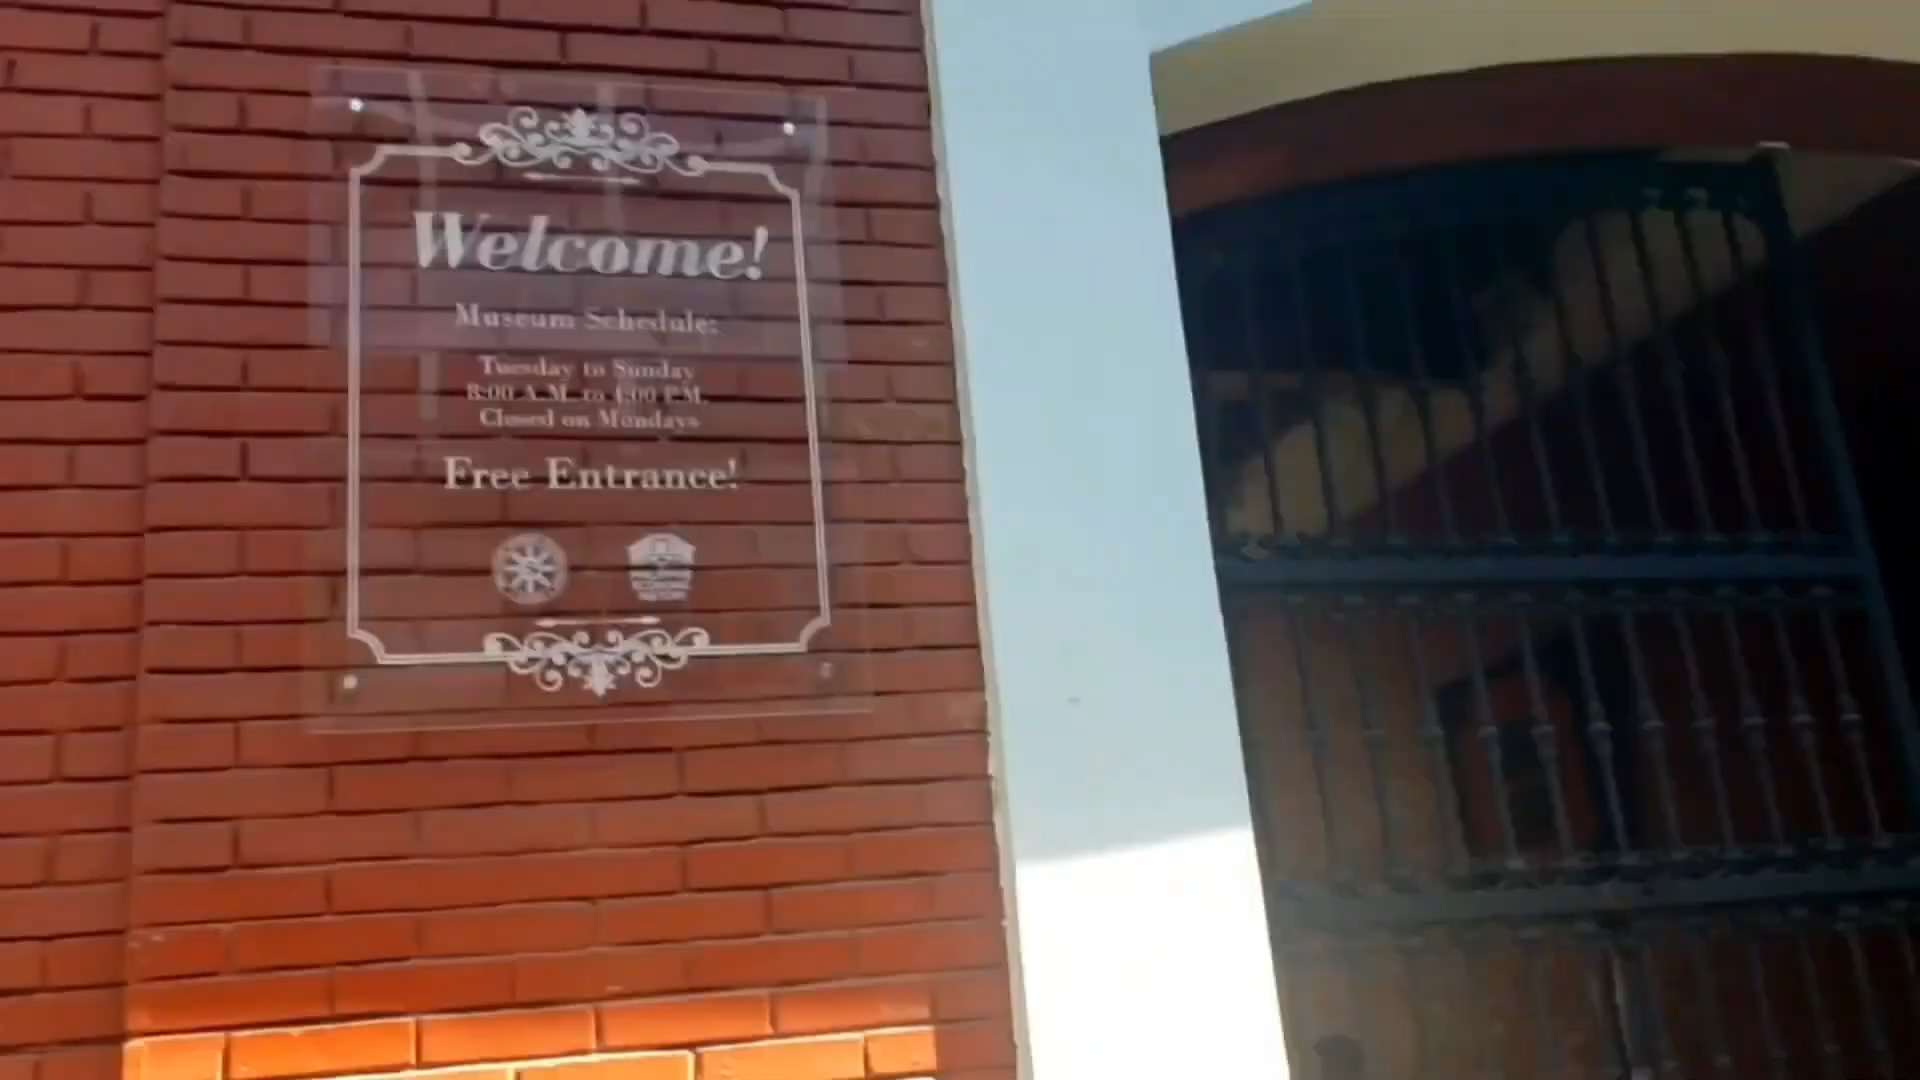 Welcome!
Museum Schedule:
Tuesday to Sunday
8:00 A.M. to 4:00 P.M.
Closed on Mondays
Free Entrance!